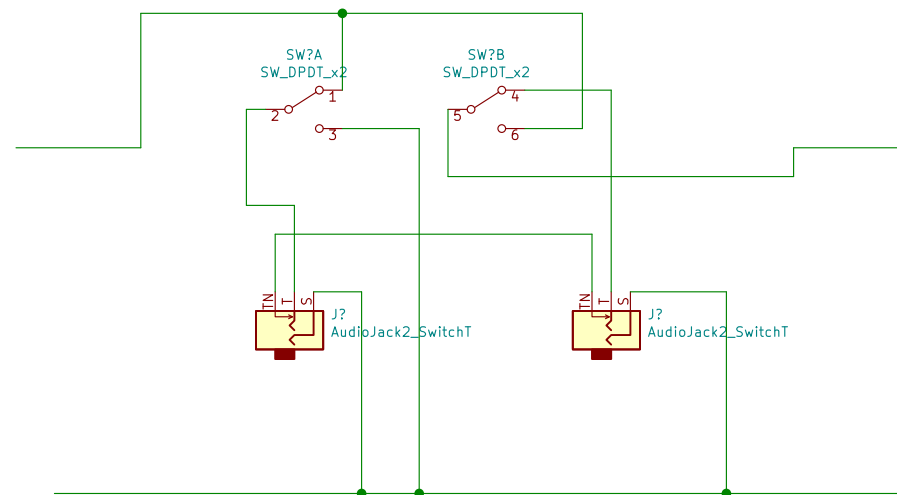 SW?A
SW_DPDT_x2
1
2
3
SW?B
SW_DPDT_x2
4
5
6
TN
T
S
J?
AudioJack2_SwitchT
TN
T
S
J?
AudioJack2_SwitchT